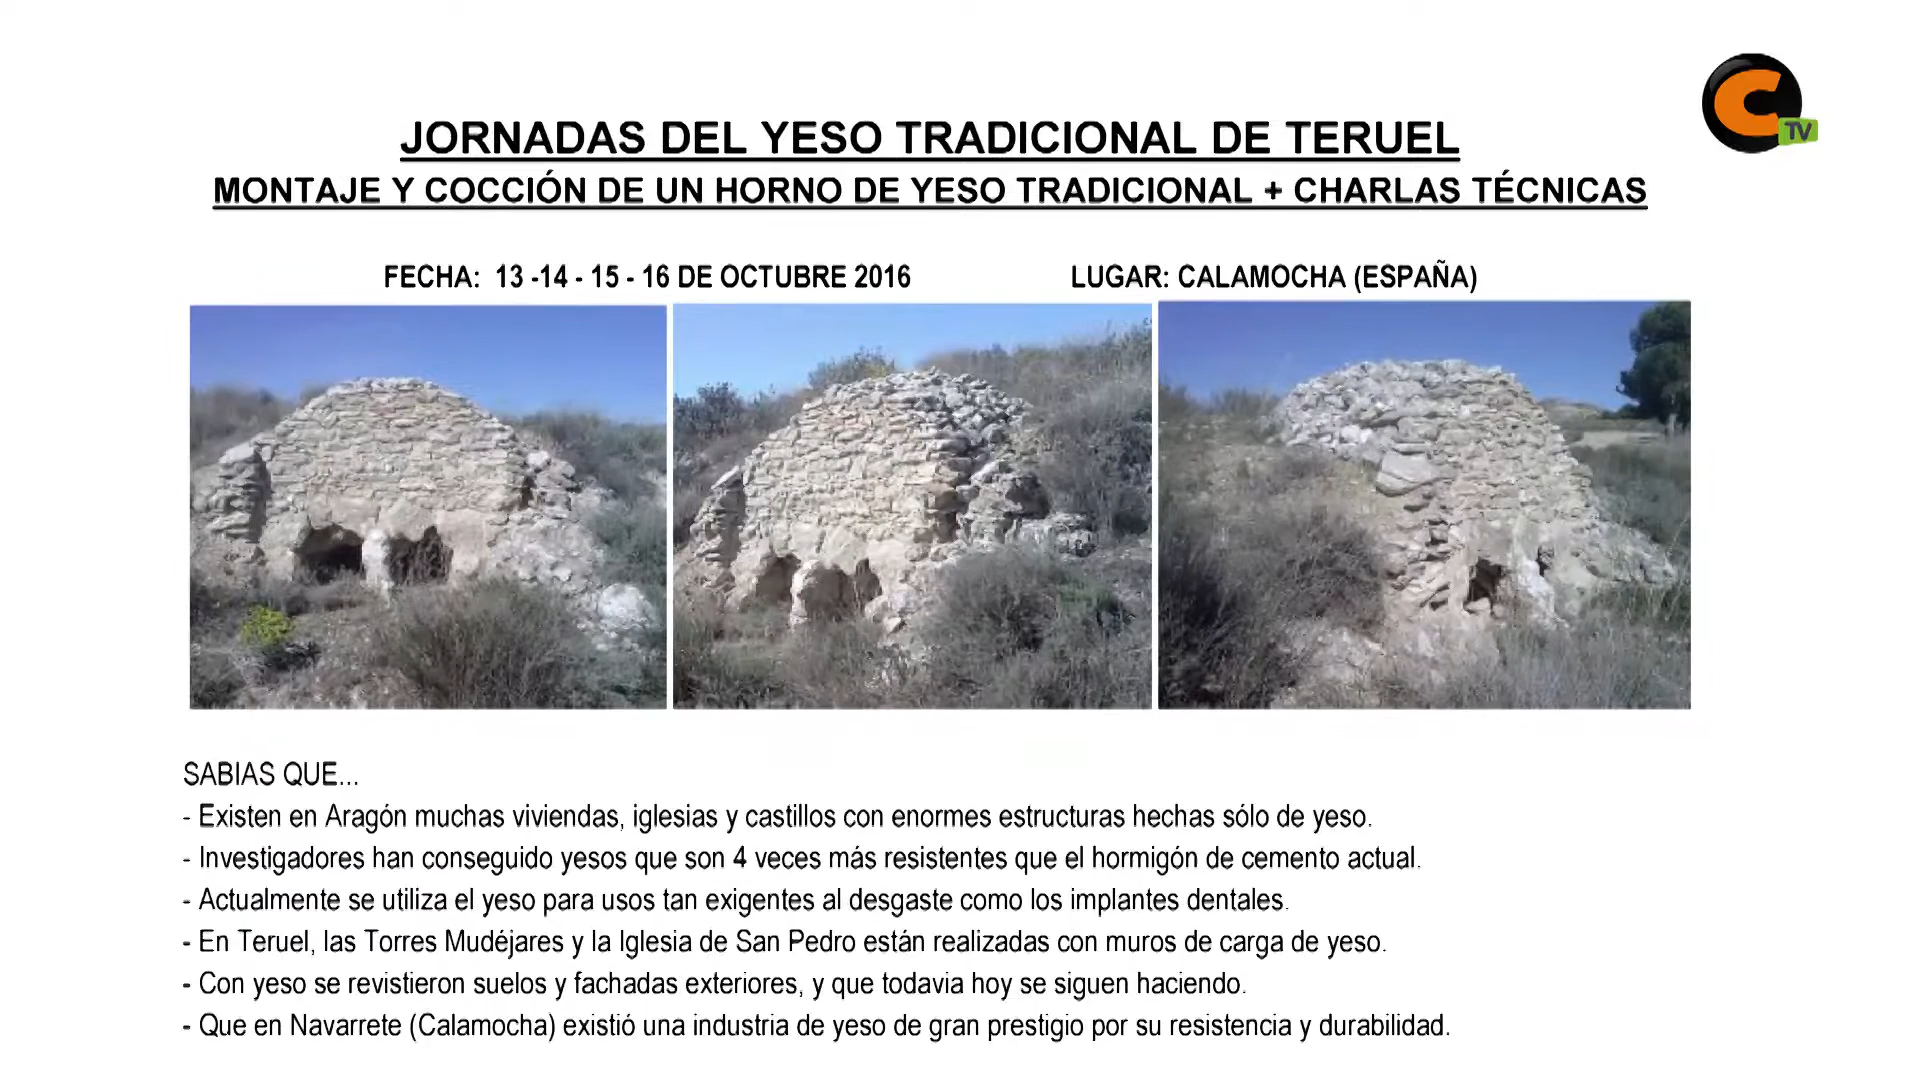 C TV
JORNADAS DEL YESO TRADICIONAL DE TERUEL
MONTAJE Y COCCIÓN DE UN HORNO DE YESO TRADICIONAL + CHARLAS TÉCNICAS
FECHA: 13 -14 - 15 - 16 DE OCTUBRE 2016 LUGAR: CALAMOCHA (ESPAÑA)
SABIAS QUE...
- Existen en Aragón muchas viviendas, iglesias y castillos con enormes estructuras hechas sólo de yeso.
- Investigadores han conseguido yesos que son 4 veces más resistentes que el hormigón de cemento actual.
- Actualmente se utiliza el yeso para usos tan exigentes al desgaste como los implantes dentales.
- En Teruel, las Torres Mudéjares y la Iglesia de San Pedro están realizadas con muros de carga de yeso.
- Con yeso se revistieron suelos y fachadas exteriores, y que todavia hoy se siguen haciendo.
- Que en Navarrete (Calamocha) existió una industria de yeso de gran prestigio por su resistencia y durabilidad.